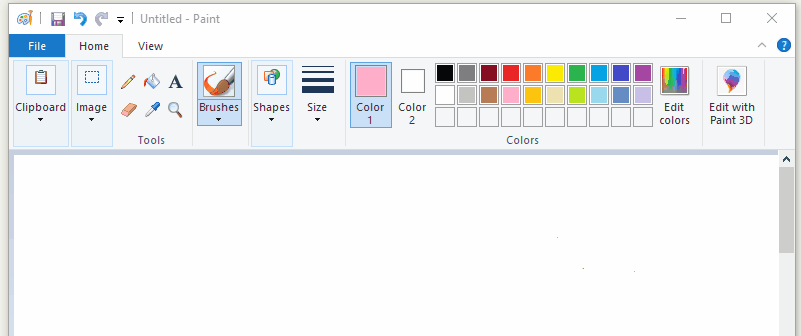 Untitled - Paint
File Home View
Clipboard Image Tools Brushes Shapes Size Color 1 Color 2 Colors Edit colors Edit with Paint 3D